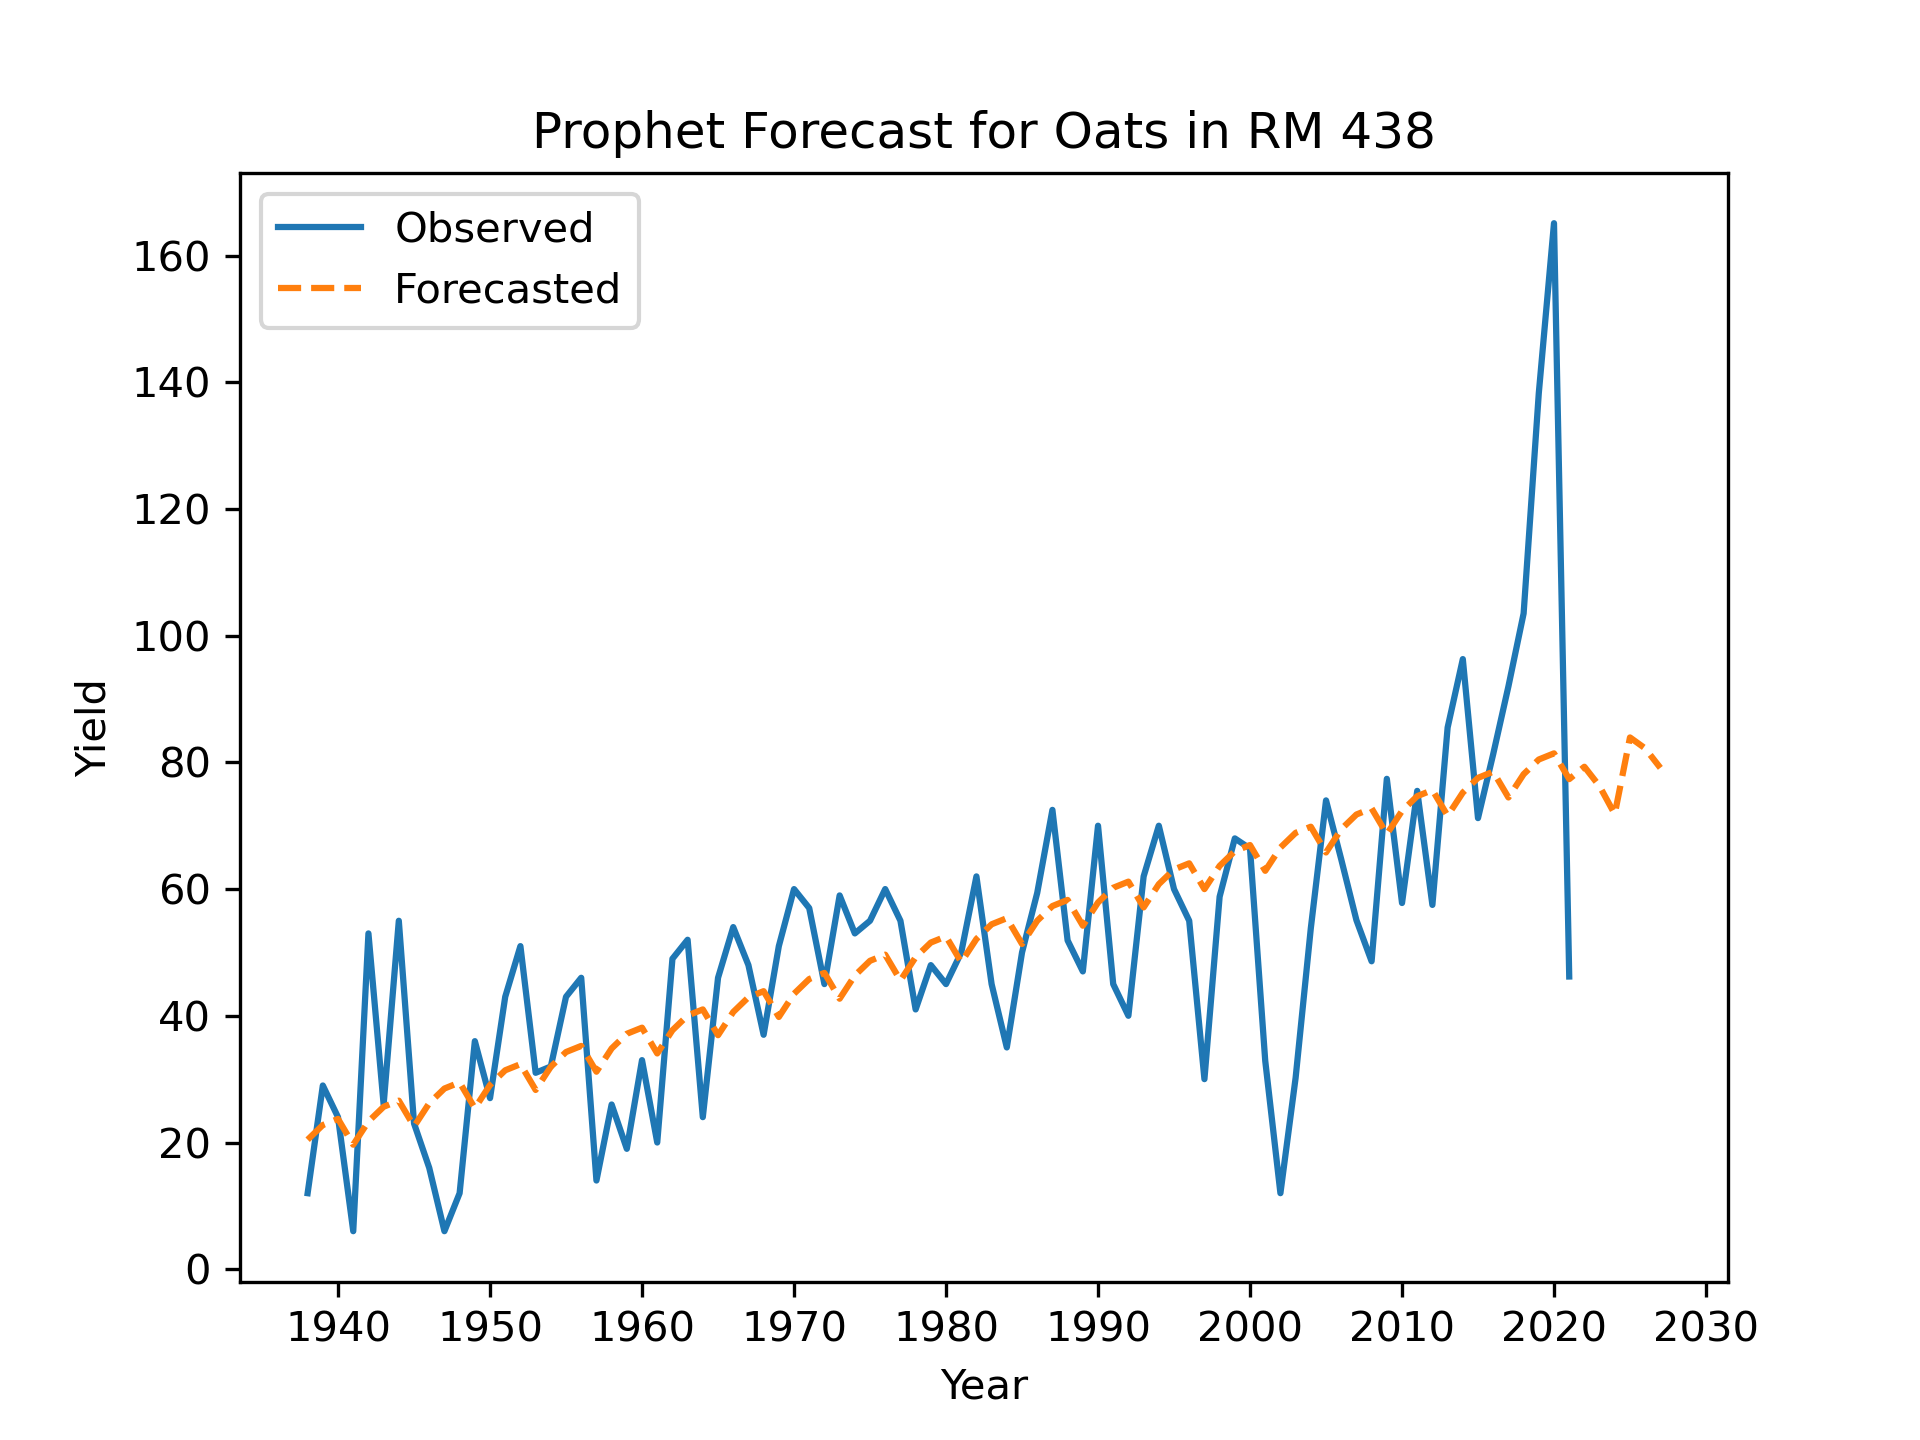 Prophet Forecast for Oats in RM 438
Observed
Forecasted
160
140
120
100
80
60
40
20
0
Yield
1940 1950 1960 1970 1980 1990 2000 2010 2020 2030
Year